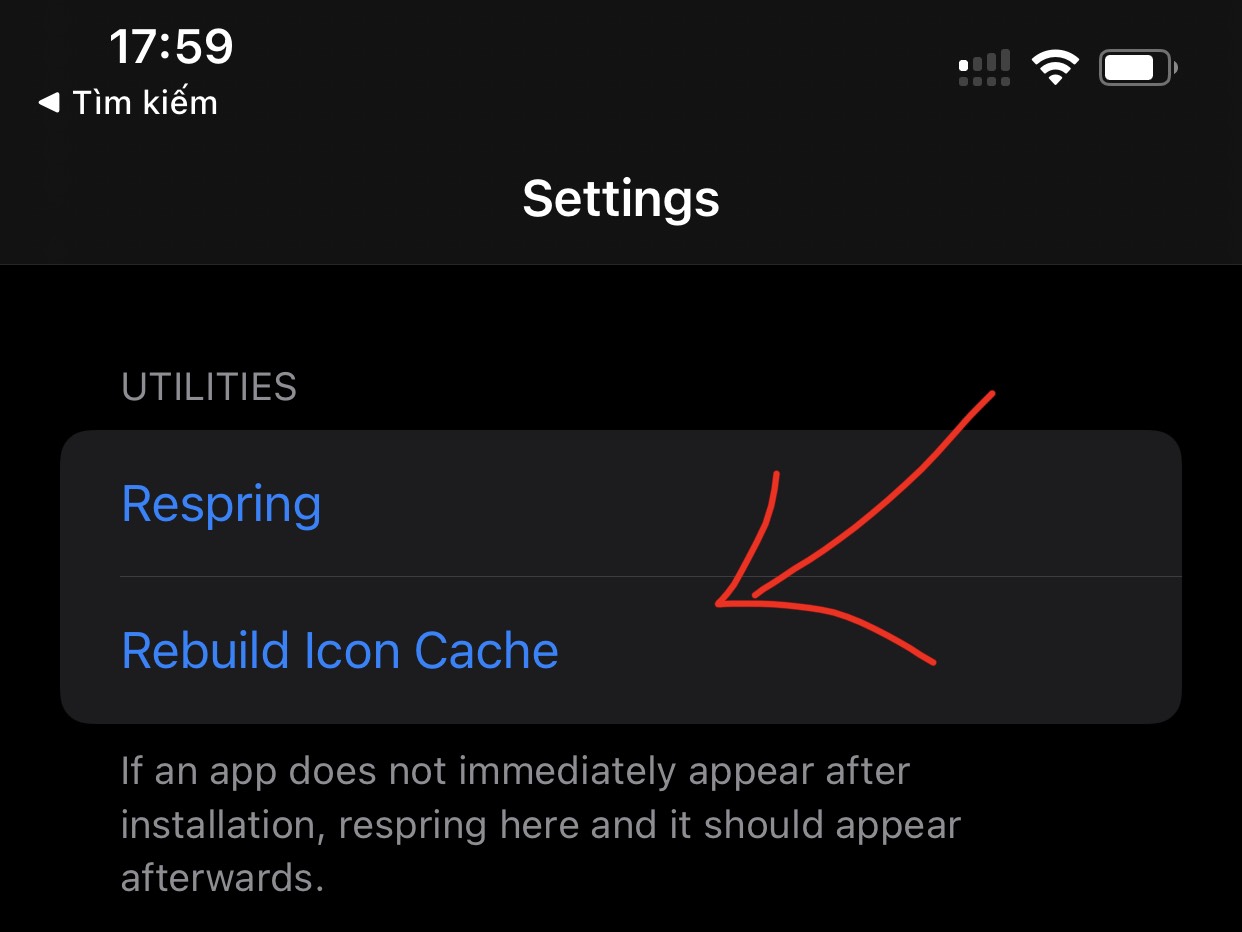 17:59
Tìm kiếm
Settings
UTILITIES
Respring
Rebuild Icon Cache
If an app does not immediately appear after
installation, respring here and it should appear
afterwards.